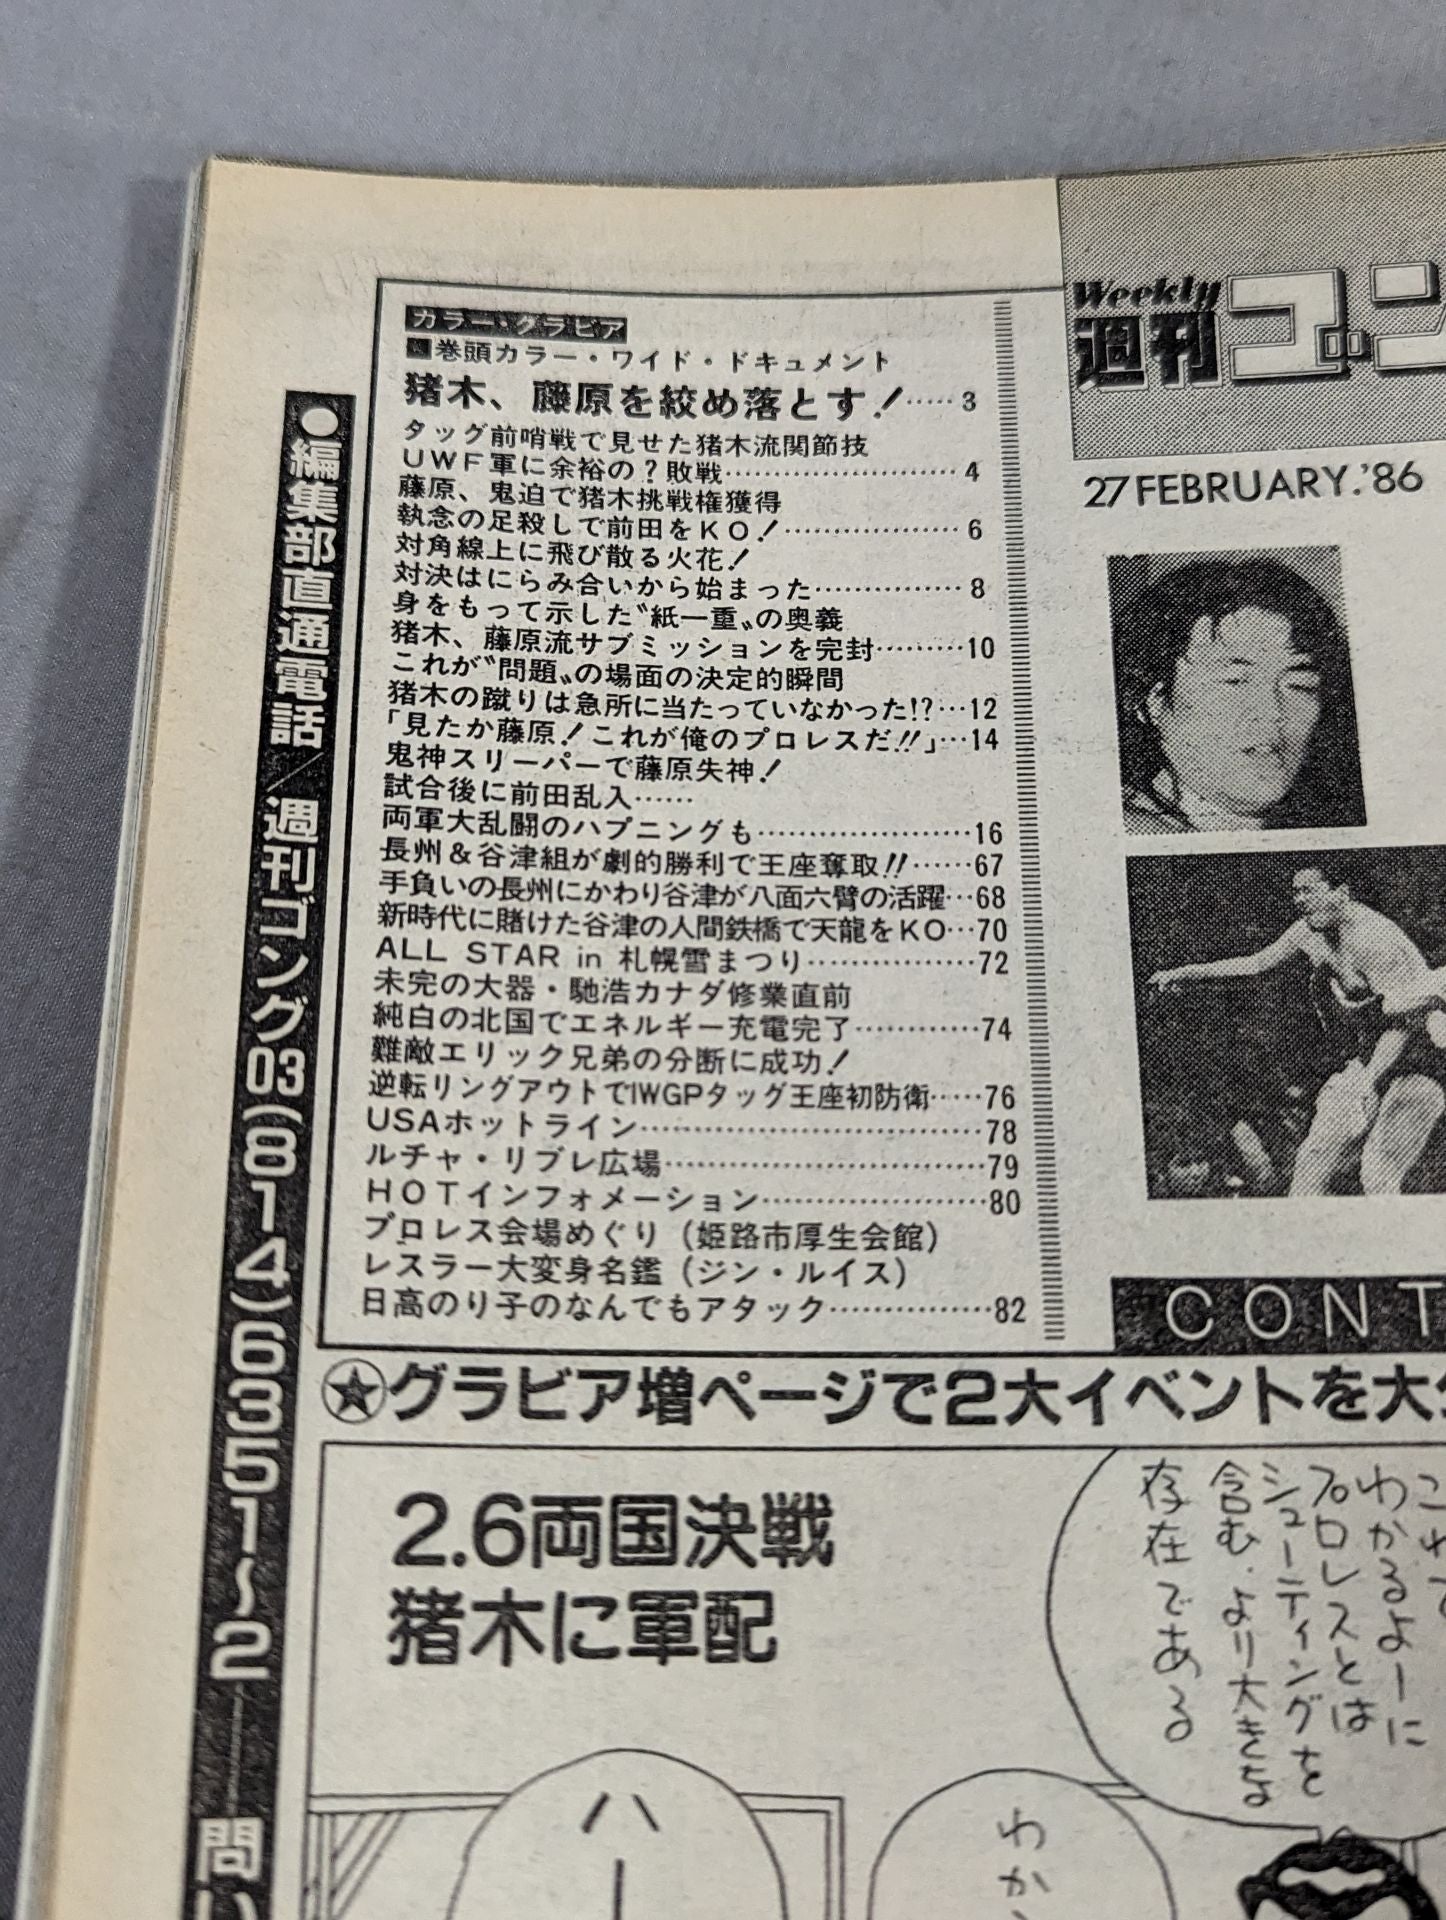 カラー・グラビア
巻頭カラー・ワイド・ドキュメント
猪木、藤原を絞め落とす!……3
タッグ前哨戦で見せた猪木流関節技
UWF軍に余裕の?敗戦……4
藤原、鬼迫で猪木挑戦権獲得
執念の足殺しで前田をKO!……6
対角線上に飛び散る火花!
対決はにらみ合いから始まった……8
身をもって示した〝紙一重〟の奥義
猪木、藤原流サブミッションを完封……10
これが〝問題〟の場面の決定的瞬間
猪木の蹴りは急所に当たっていなかった!?…12
「見たか藤原!これが俺のプロレスだ!!」…14
鬼神スリーパーで藤原失神!
試合後に前田乱入……
両軍大乱闘のハプニングも……16
長州&谷津組が劇的勝利で王座奪取!!……67
手負いの長州にかわり谷津が八面六臂の活躍…68
新時代に賭けた谷津の人間鉄橋で天龍をKO…70
ALL STAR in 札幌雪まつり……72
未完の大器・馳浩カナダ修業直前
純白の北国でエネルギー充電完了……74
難敵エリック兄弟の分断に成功!
逆転リングアウトでIWGPタッグ王座初防衛……76
USAホットライン……78
ルチャ・リブレ広場……79
HOTインフォメーション……80
プロレス会場めぐり(姫路市厚生会館)
レスラー大変身名鑑(ジン・ルイス)
日高のり子のなんでもアタック……82
●編集部直通電話/週刊ゴング03(814)6351~2──問い
Weekly
週刊ゴン
27 FEBRUARY.'86
CONT
★グラビア増ページで2大イベントを大
2.6両国決戦
猪木に軍配
わかるよーに
プロレスとは
シューティングを
含む、より大きな
存在である
わか
ハー